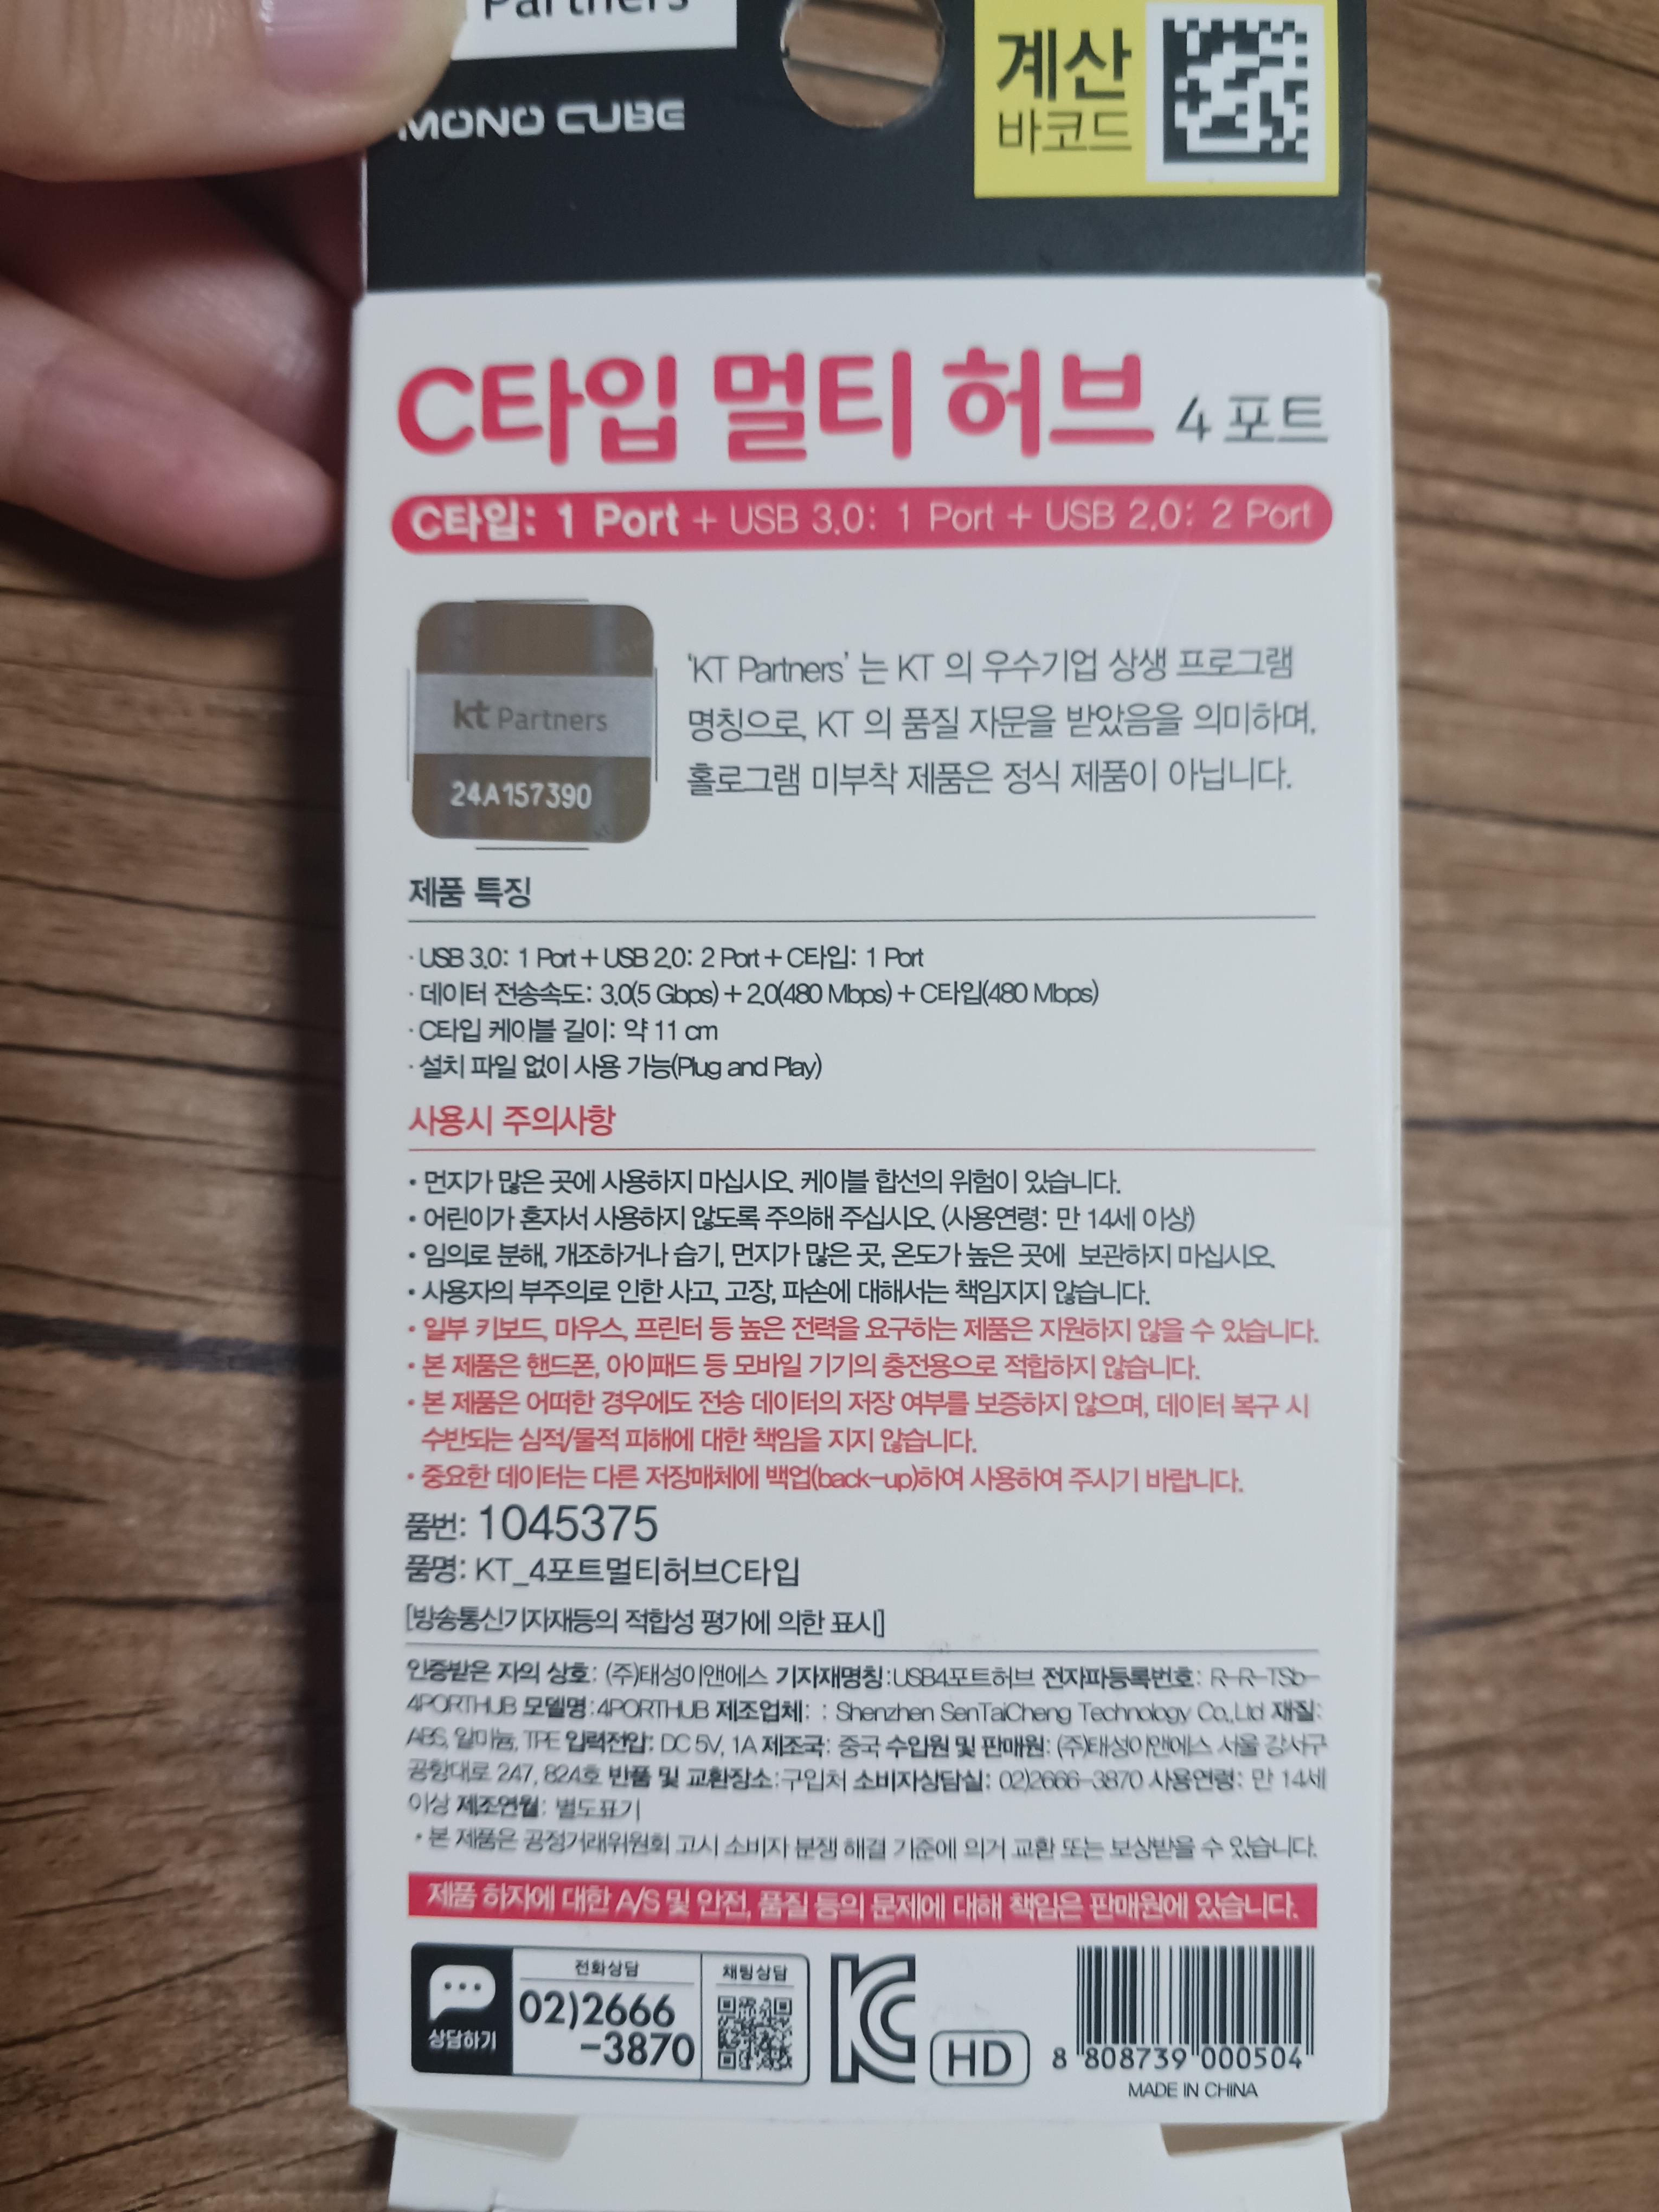 Partners
MONO CUBE
계산
바코드
C타입 멀티 허브 4 포트
C타입: 1 Port + USB 3.0: 1 Port + USB 2.0: 2 Port
kt Partners
24A157390
'KT Partners' 는 KT 의 우수기업 상생 프로그램
명칭으로, KT 의 품질 자문을 받았음을 의미하며,
홀로그램 미부착 제품은 정식 제품이 아닙니다.
제품 특징
· USB 3.0: 1 Port + USB 2.0: 2 Port + C타입: 1 Port
· 데이터 전송속도: 3.0(5 Gbps) + 2.0(480 Mbps) + C타입(480 Mbps)
· C타입 케이블 길이: 약 11 cm
· 설치 파일 없이 사용 가능(Plug and Play)
사용시 주의사항
• 먼지가 많은 곳에 사용하지 마십시오. 케이블 합선의 위험이 있습니다.
• 어린이가 혼자서 사용하지 않도록 주의해 주십시오. (사용연령: 만 14세 이상)
• 임의로 분해, 개조하거나 습기, 먼지가 많은 곳, 온도가 높은 곳에 보관하지 마십시오.
• 사용자의 부주의로 인한 사고, 고장, 파손에 대해서는 책임지지 않습니다.
• 일부 키보드, 마우스, 프린터 등 높은 전력을 요구하는 제품은 지원하지 않을 수 있습니다.
• 본 제품은 핸드폰, 아이패드 등 모바일 기기의 충전용으로 적합하지 않습니다.
• 본 제품은 어떠한 경우에도 전송 데이터의 저장 여부를 보증하지 않으며, 데이터 복구 시
수반되는 심적/물적 피해에 대한 책임을 지지 않습니다.
• 중요한 데이터는 다른 저장매체에 백업(back-up)하여 사용하여 주시기 바랍니다.
품번: 1045375
품명: KT_4포트멀티허브C타입
[방송통신기자재등의 적합성 평가에 의한 표시]
인증받은 자의 상호: (주)태성이앤에스 기자재명칭:USB4포트허브 전자파등록번호: R-R-TSb-
4PORTHUB 모델명:4PORTHUB 제조업체: : Shenzhen SenTaiCheng Technology Co.,Ltd 재질:
ABS, 알미늄, TPE 입력전압: DC 5V, 1A 제조국: 중국 수입원 및 판매원: (주)태성이앤에스 서울 강서구
공항대로 247, 824호 반품 및 교환장소:구입처 소비자상담실: 02)2666-3870 사용연령: 만 14세
이상 제조연월: 별도표기
• 본 제품은 공정거래위원회 고시 소비자 분쟁 해결 기준에 의거 교환 또는 보상받을 수 있습니다.
제품 하자에 대한 A/S 및 안전, 품질 등의 문제에 대해 책임은 판매원에 있습니다.
상담하기
전화상담
02)2666
-3870
채팅상담
KC
HD
8 808739 000504
MADE IN CHINA